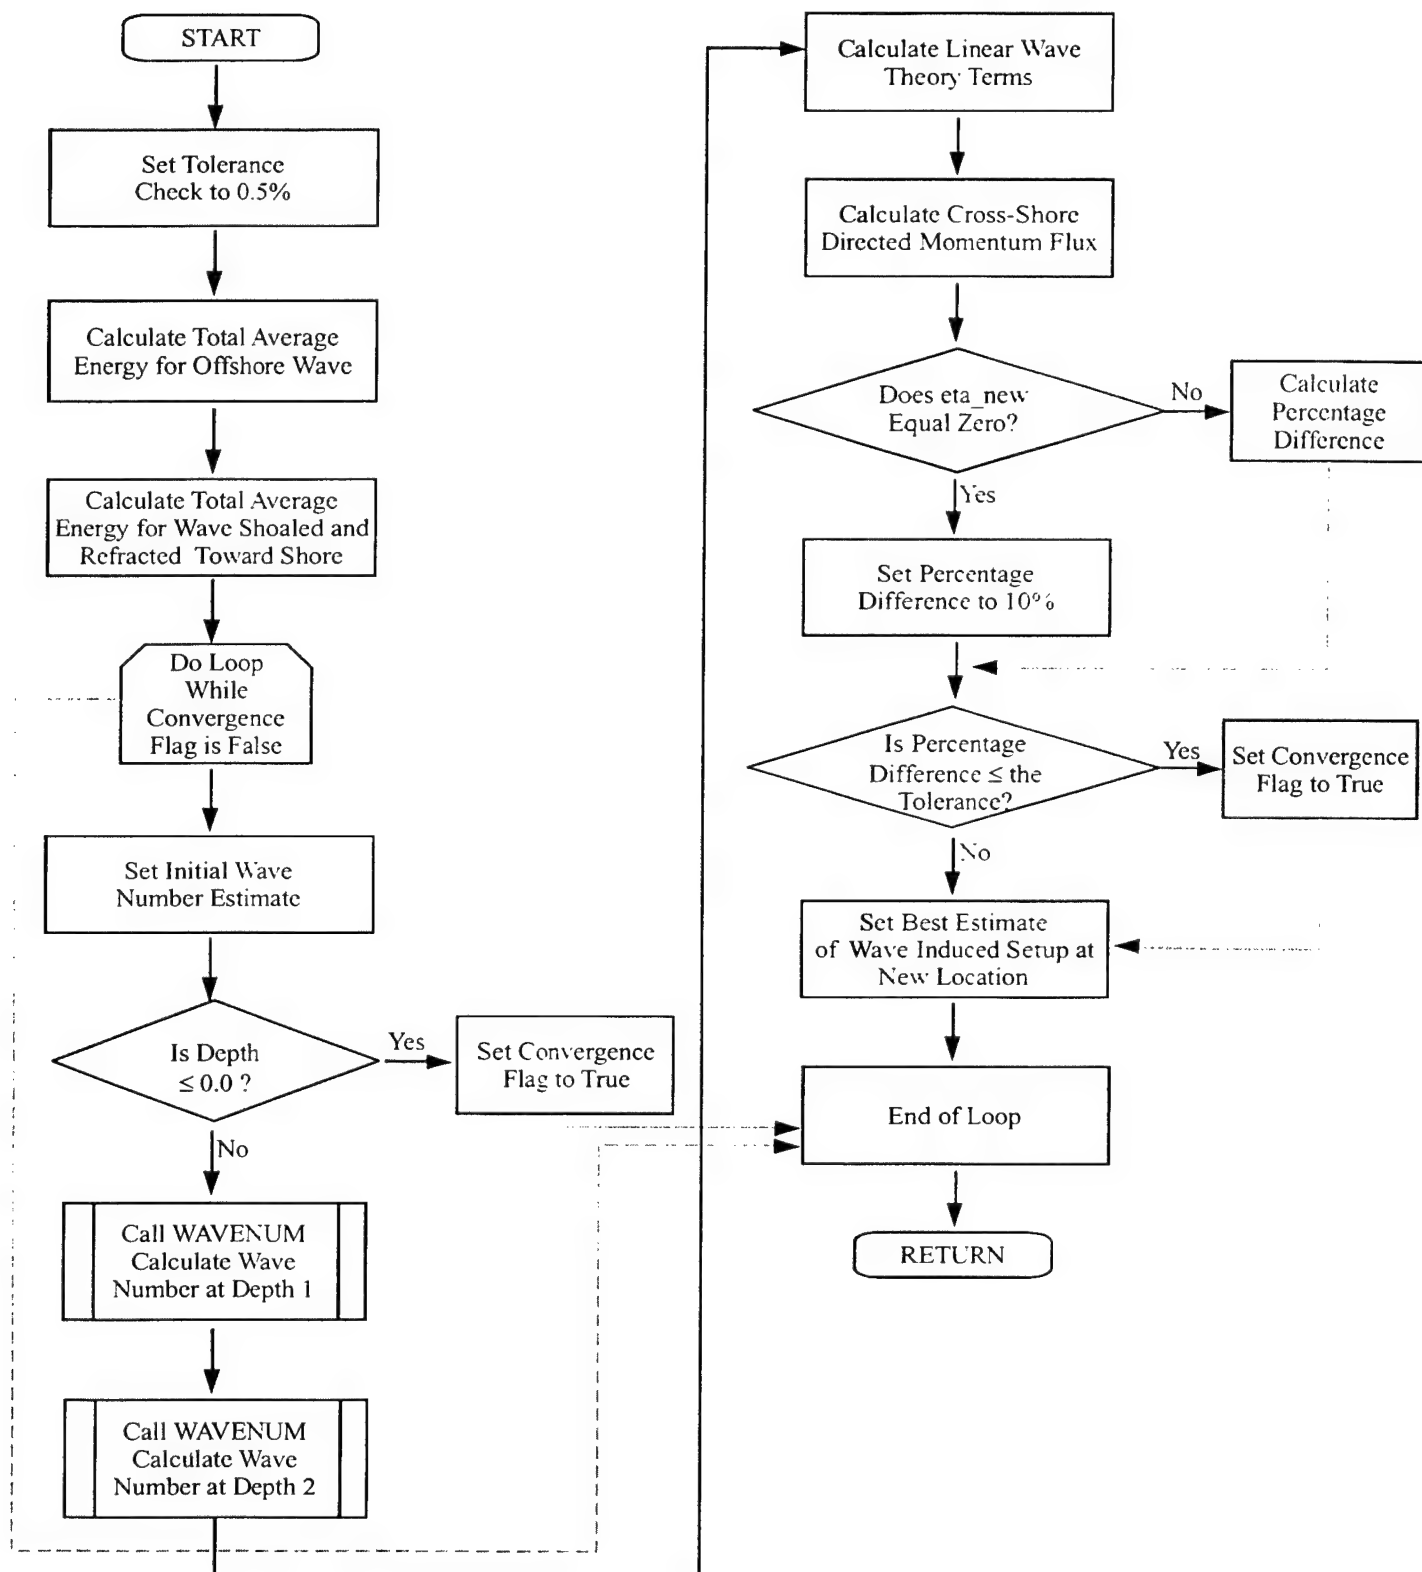 START
Set Tolerance
Check to 0.5%
Calculate Total Average
Energy for Offshore Wave
Calculate Total Average
Energy for Wave Shoaled and
Refracted Toward Shore
Do Loop
While
Convergence
Flag is False
Set Initial Wave
Number Estimate
Is Depth
≤ 0.0 ?
Yes
Set Convergence
Flag to True
No
Call WAVENUM
Calculate Wave
Number at Depth 1
Call WAVENUM
Calculate Wave
Number at Depth 2
Calculate Linear Wave
Theory Terms
Calculate Cross-Shore
Directed Momentum Flux
Does eta_new
Equal Zero?
No
Calculate
Percentage
Difference
Yes
Set Percentage
Difference to 10%
Is Percentage
Difference ≤ the
Tolerance?
Yes
Set Convergence
Flag to True
No
Set Best Estimate
of Wave Induced Setup at
New Location
End of Loop
RETURN